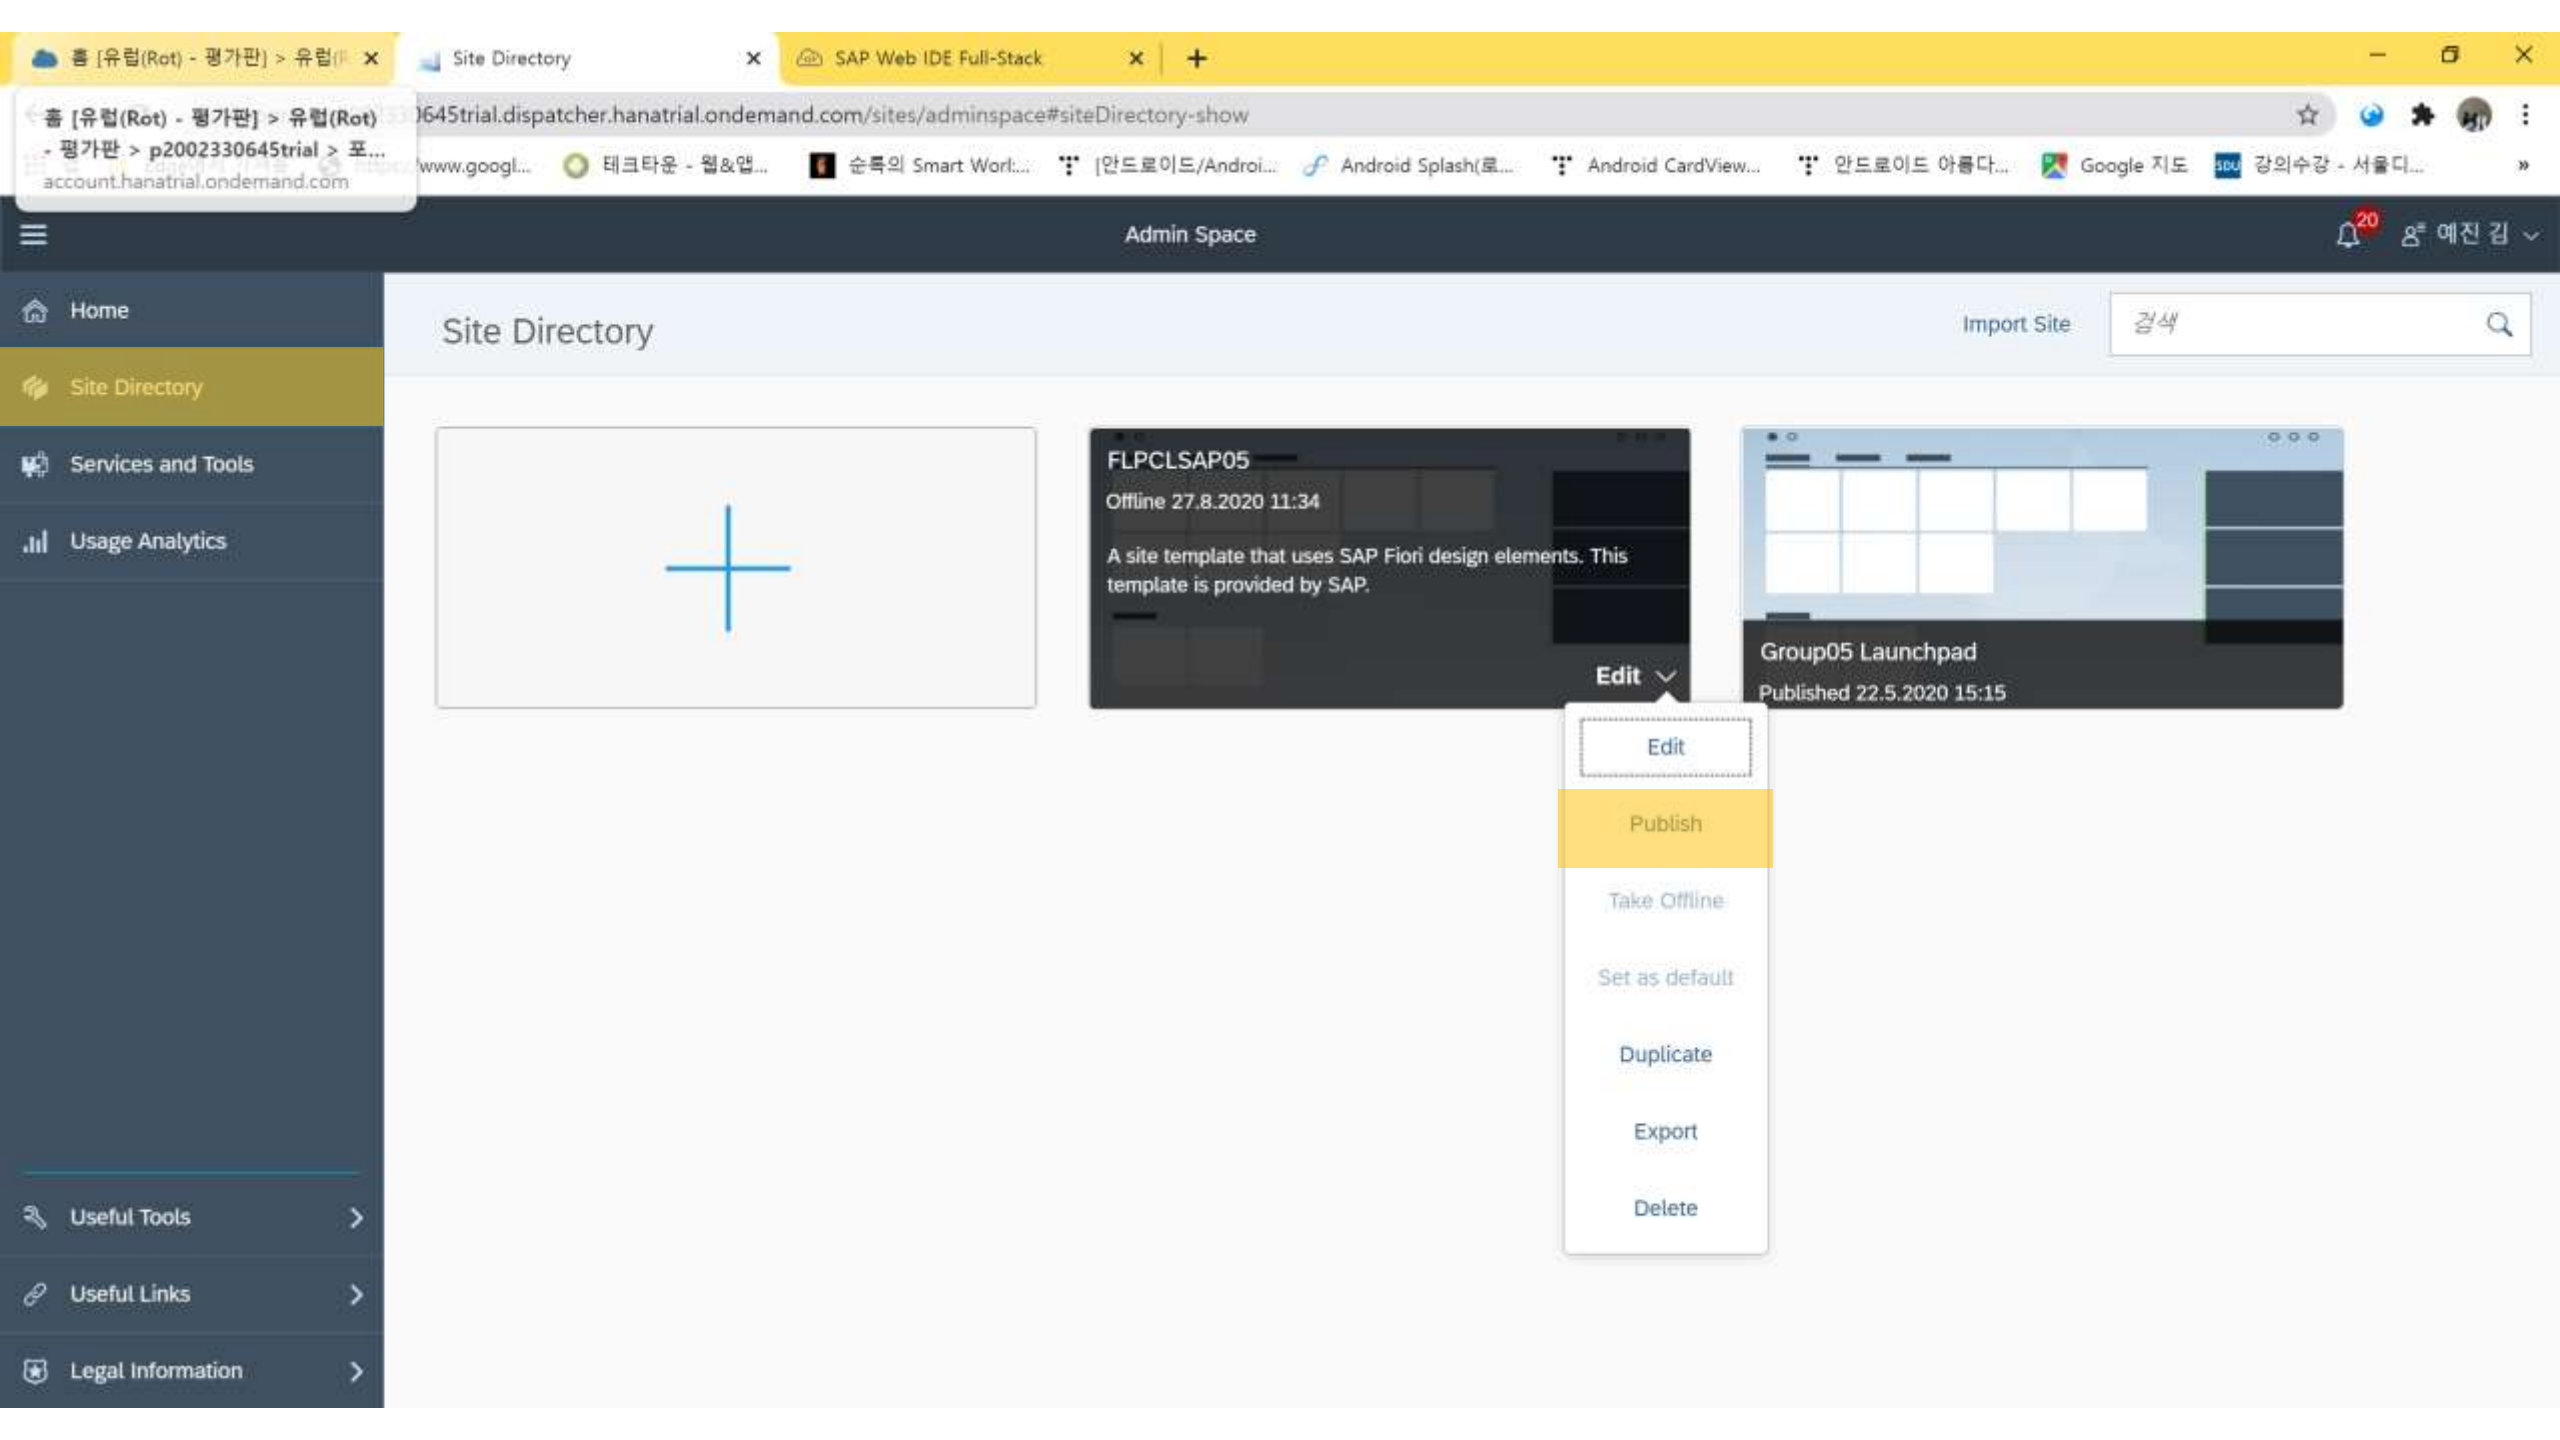 홈 [유럽(Rot) - 평가판] > 유럽(R
Site Directory
SAP Web IDE Full-Stack
홈 [유럽(Rot) - 평가판] > 유럽(Rot)
- 평가판 > p2002330645trial > 포...
account.hanatrial.ondemand.com
0645trial.dispatcher.hanatrial.ondemand.com/sites/adminspace#siteDirectory-show
www.googl...
테크타운 - 웹&앱...
순록의 Smart Worl:...
[안드로이드/Androi...
Android Splash(로...
Android CardView...
안드로이드 아름다...
Google 지도
SDU
강의수강 - 서울디...
»
Admin Space
20
예진 김
Home
Site Directory
Services and Tools
Usage Analytics
Useful Tools
Useful Links
Legal Information
Site Directory
Import Site
검색
FLPCLSAP05
Offline 27.8.2020 11:34
A site template that uses SAP Fiori design elements. This
template is provided by SAP.
Edit
Group05 Launchpad
Published 22.5.2020 15:15
Edit
Publish
Take Offline
Set as default
Duplicate
Export
Delete